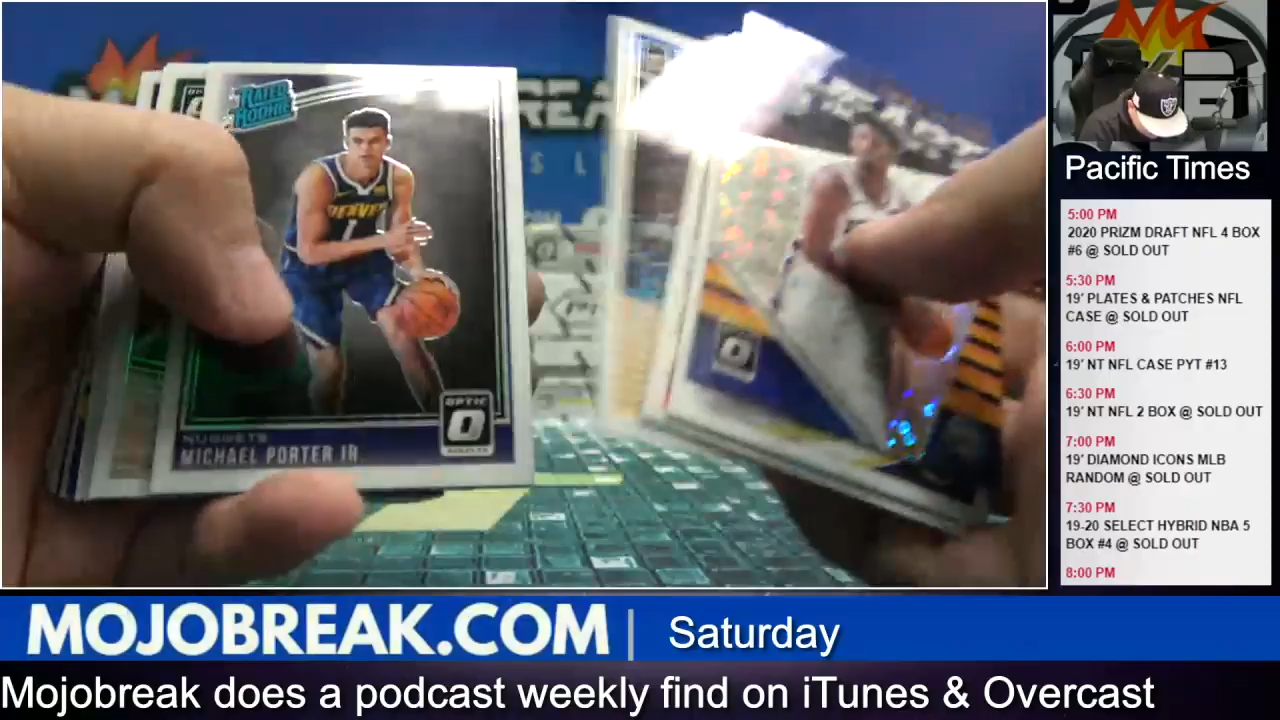 RATED
ROOKIE
DENVER
1
OPTIC
NUGGETS
MICHAEL PORTER JR
Pacific Times
5:00 PM
2020 PRIZM DRAFT NFL 4 BOX
#6 @ SOLD OUT
5:30 PM
19' PLATES & PATCHES NFL
CASE @ SOLD OUT
6:00 PM
19' NT NFL CASE PYT #13
6:30 PM
19' NT NFL 2 BOX @ SOLD OUT
7:00 PM
19' DIAMOND ICONS MLB
RANDOM @ SOLD OUT
7:30 PM
19-20 SELECT HYBRID NBA 5
BOX #4 @ SOLD OUT
8:00 PM
MOJOBREAK.COM | Saturday
Mojobreak does a podcast weekly find on iTunes & Overcast